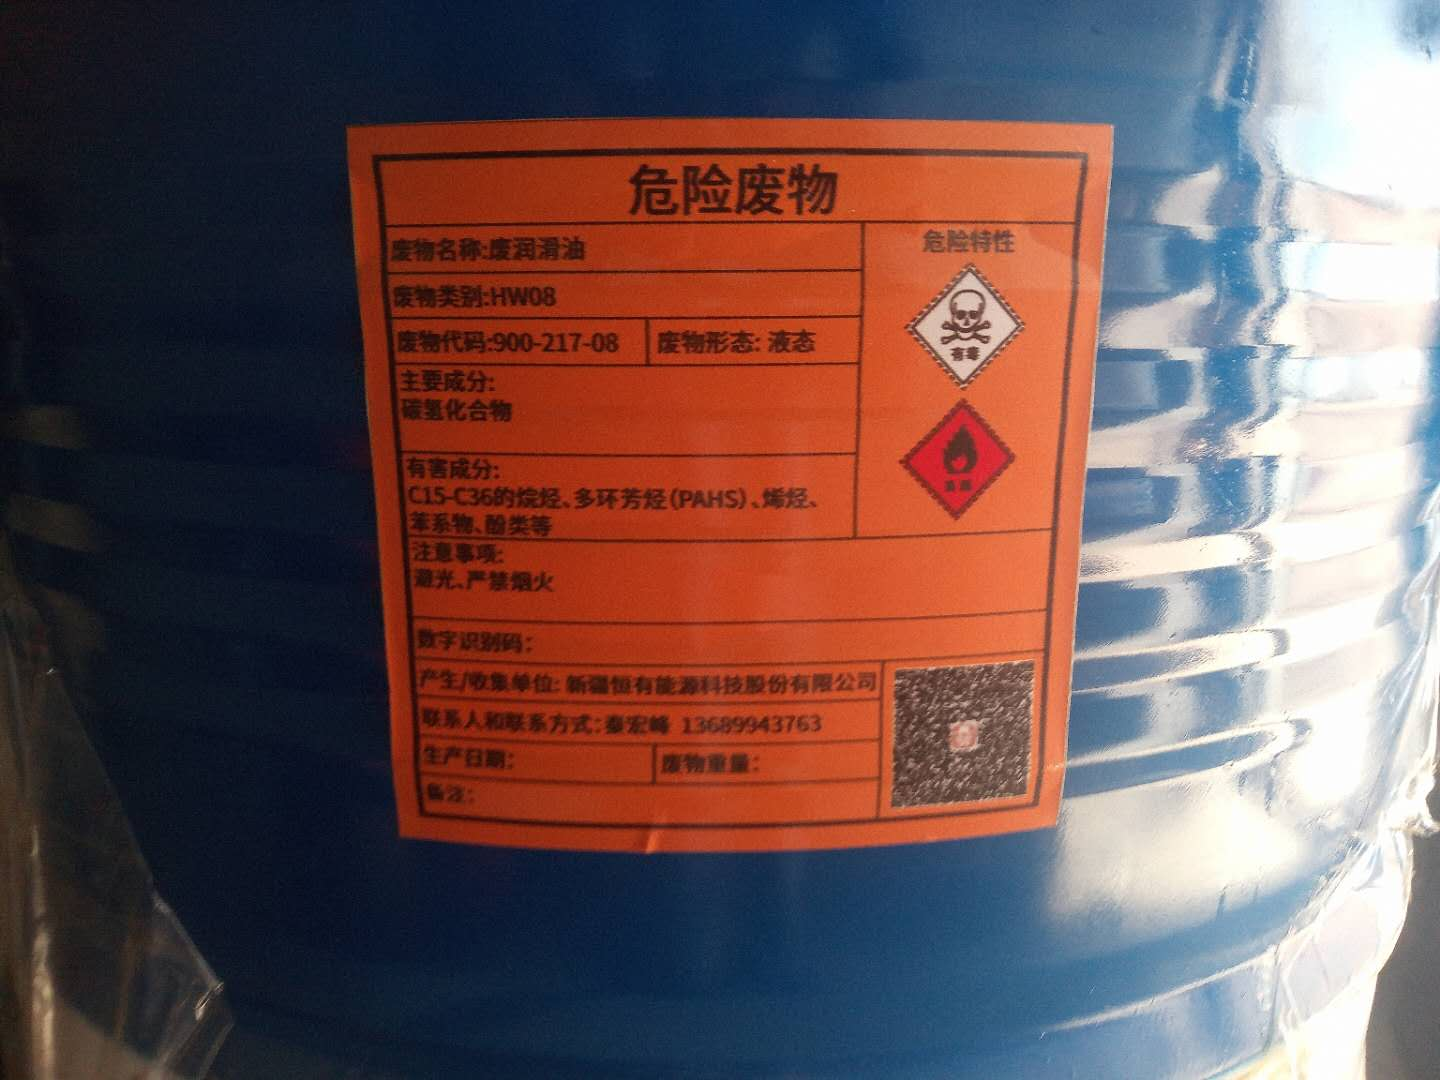 危险废物
废物名称:废润滑油
危险特性
废物类别:HW08
废物代码:900-217-08
废物形态: 液态
有毒
主要成分:
碳氢化合物
有害成分:
C15-C36的烷烃、多环芳烃(PAHS)、烯烃、
苯系物、酚类等
注意事项:
避光、严禁烟火
数字识别码:
产生/收集单位: 新疆恒有能源科技股份有限公司
联系人和联系方式: 秦宏峰 13689943763
生产日期:
废物重量:
备注: